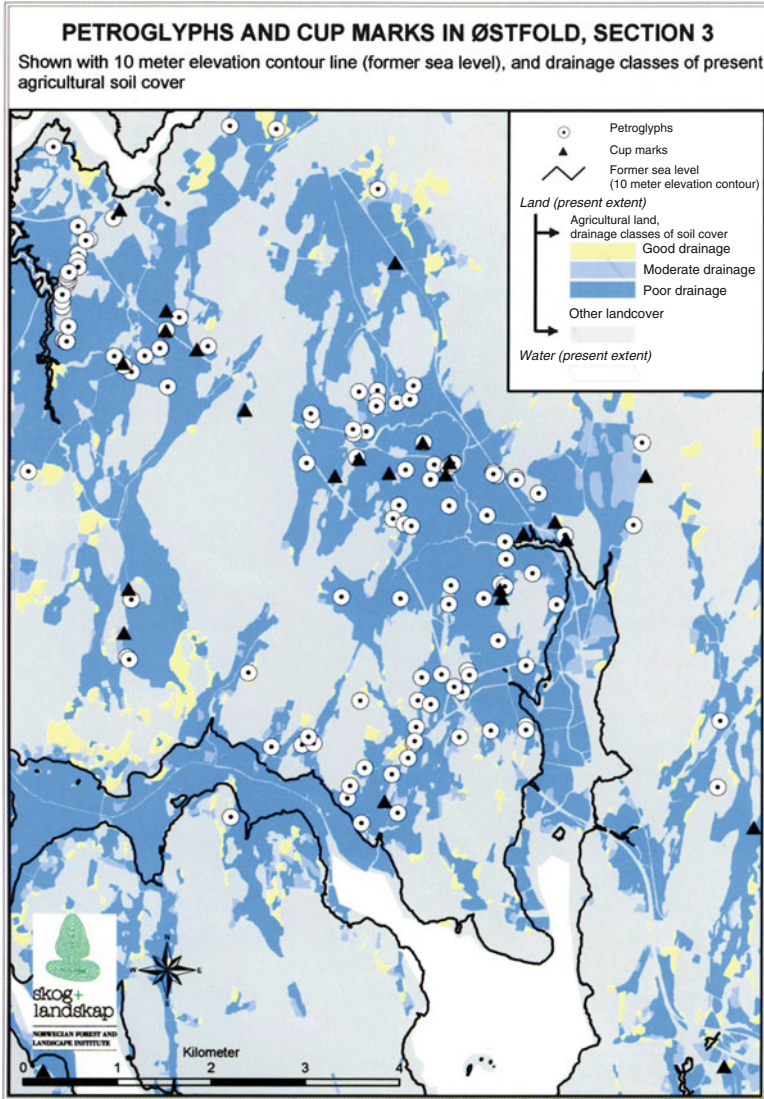 PETROGLYPHS AND CUP MARKS IN ØSTFOLD, SECTION 3
Shown with 10 meter elevation contour line (former sea level), and drainage classes of present
agricultural soil cover
Petroglyphs
Cup marks
Former sea level
(10 meter elevation contour)
Land (present extent)
Agricultural land,
drainage classes of soil cover
Good drainage
Moderate drainage
Poor drainage
Other landcover
Water (present extent)
N
W
E
S
skog+
landskap
NORWEGIAN FOREST AND
LANDSCAPE INSTITUTE
Kilometer
0 1 2 3 4